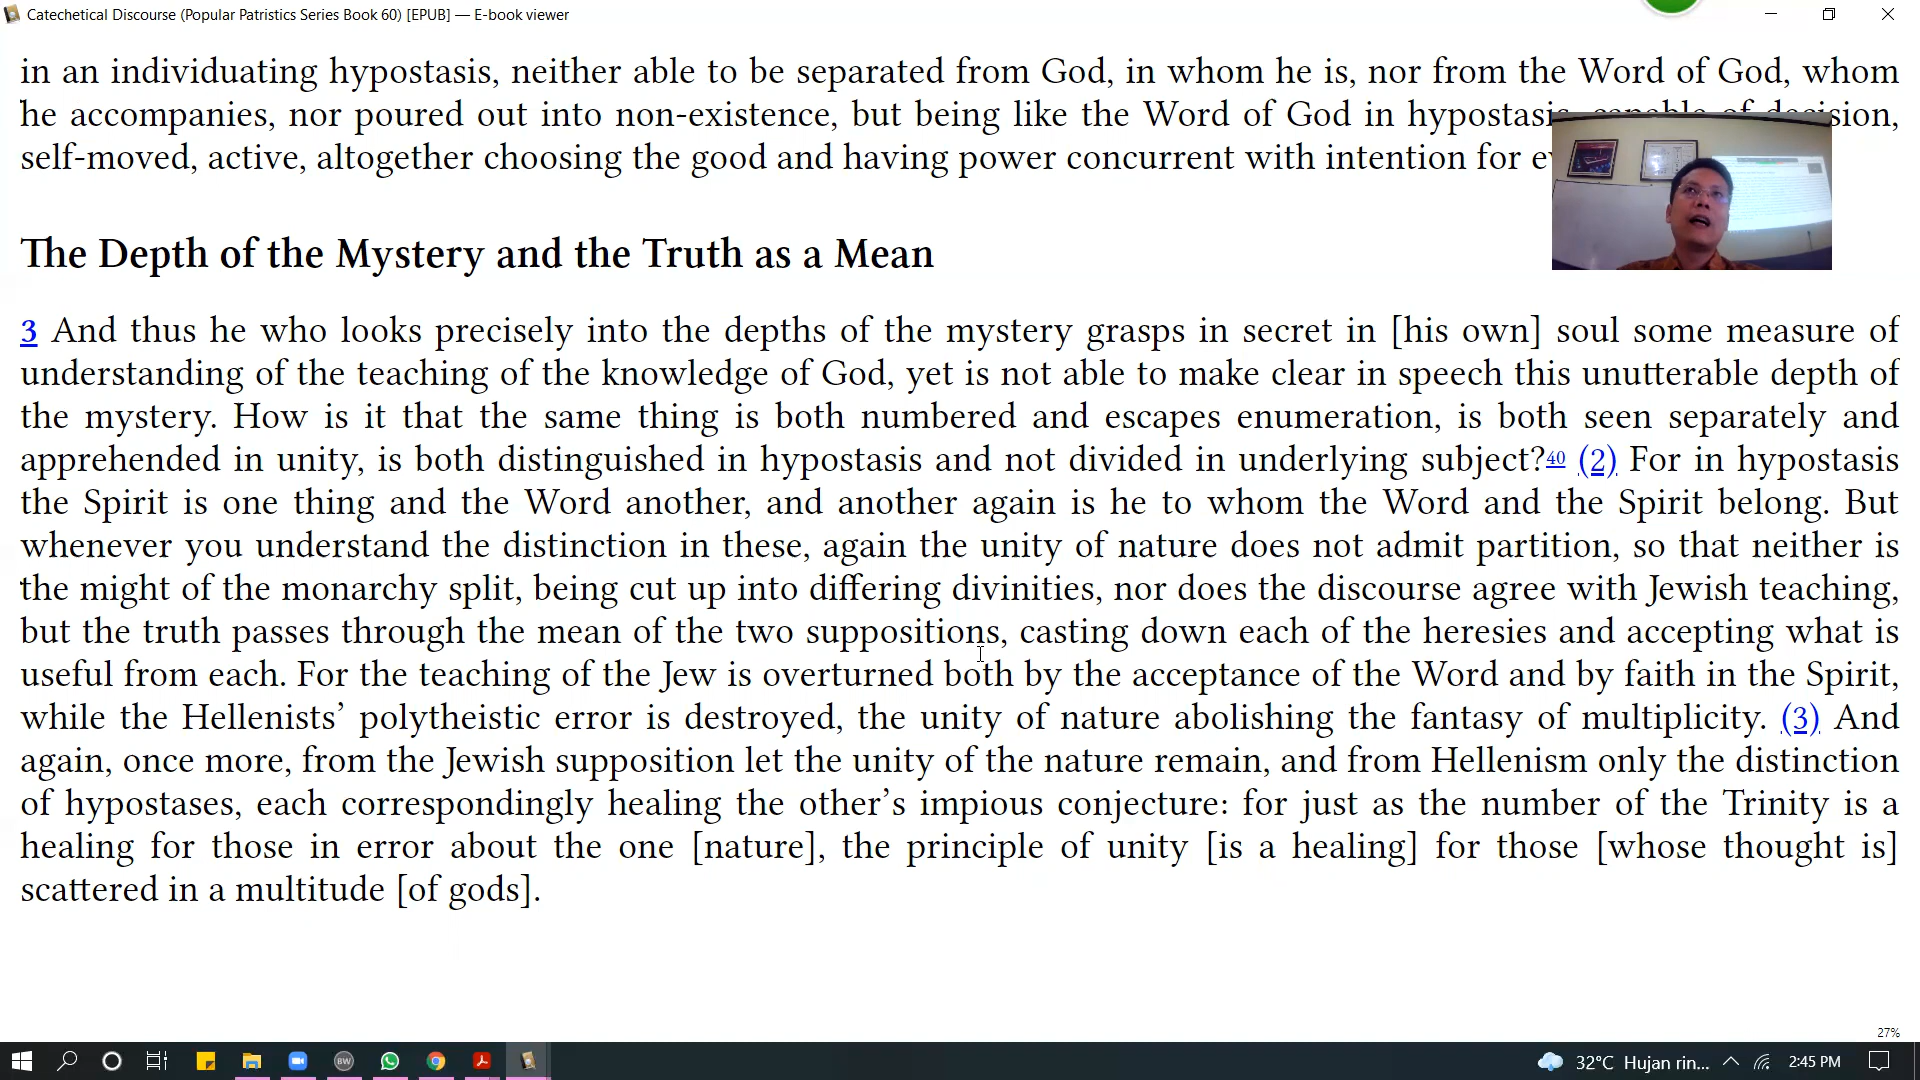 Catechetical Discourse (Popular Patristics Series Book 60) [EPUB] — E-book viewer
in an individuating hypostasis, neither able to be separated from God, in whom he is, nor from the Word of God, whom
he accompanies, nor poured out into non-existence, but being like the Word of God in hypostasis, capable of decision,
self-moved, active, altogether choosing the good and having power concurrent with intention for
The Depth of the Mystery and the Truth as a Mean
3 And thus he who looks precisely into the depths of the mystery grasps in secret in [his own] soul some measure of
understanding of the teaching of the knowledge of God, yet is not able to make clear in speech this unutterable depth of
the mystery. How is it that the same thing is both numbered and escapes enumeration, is both seen separately and
apprehended in unity, is both distinguished in hypostasis and not divided in underlying subject?40 (2) For in hypostasis
the Spirit is one thing and the Word another, and another again is he to whom the Word and the Spirit belong. But
whenever you understand the distinction in these, again the unity of nature does not admit partition, so that neither is
the might of the monarchy split, being cut up into differing divinities, nor does the discourse agree with Jewish teaching,
but the truth passes through the mean of the two suppositions, casting down each of the heresies and accepting what is
useful from each. For the teaching of the Jew is overturned both by the acceptance of the Word and by faith in the Spirit,
while the Hellenists’ polytheistic error is destroyed, the unity of nature abolishing the fantasy of multiplicity. (3) And
again, once more, from the Jewish supposition let the unity of the nature remain, and from Hellenism only the distinction
of hypostases, each correspondingly healing the other’s impious conjecture: for just as the number of the Trinity is a
healing for those in error about the one [nature], the principle of unity [is a healing] for those [whose thought is]
scattered in a multitude [of gods].
27%
BW
32°C Hujan rin... 2:45 PM